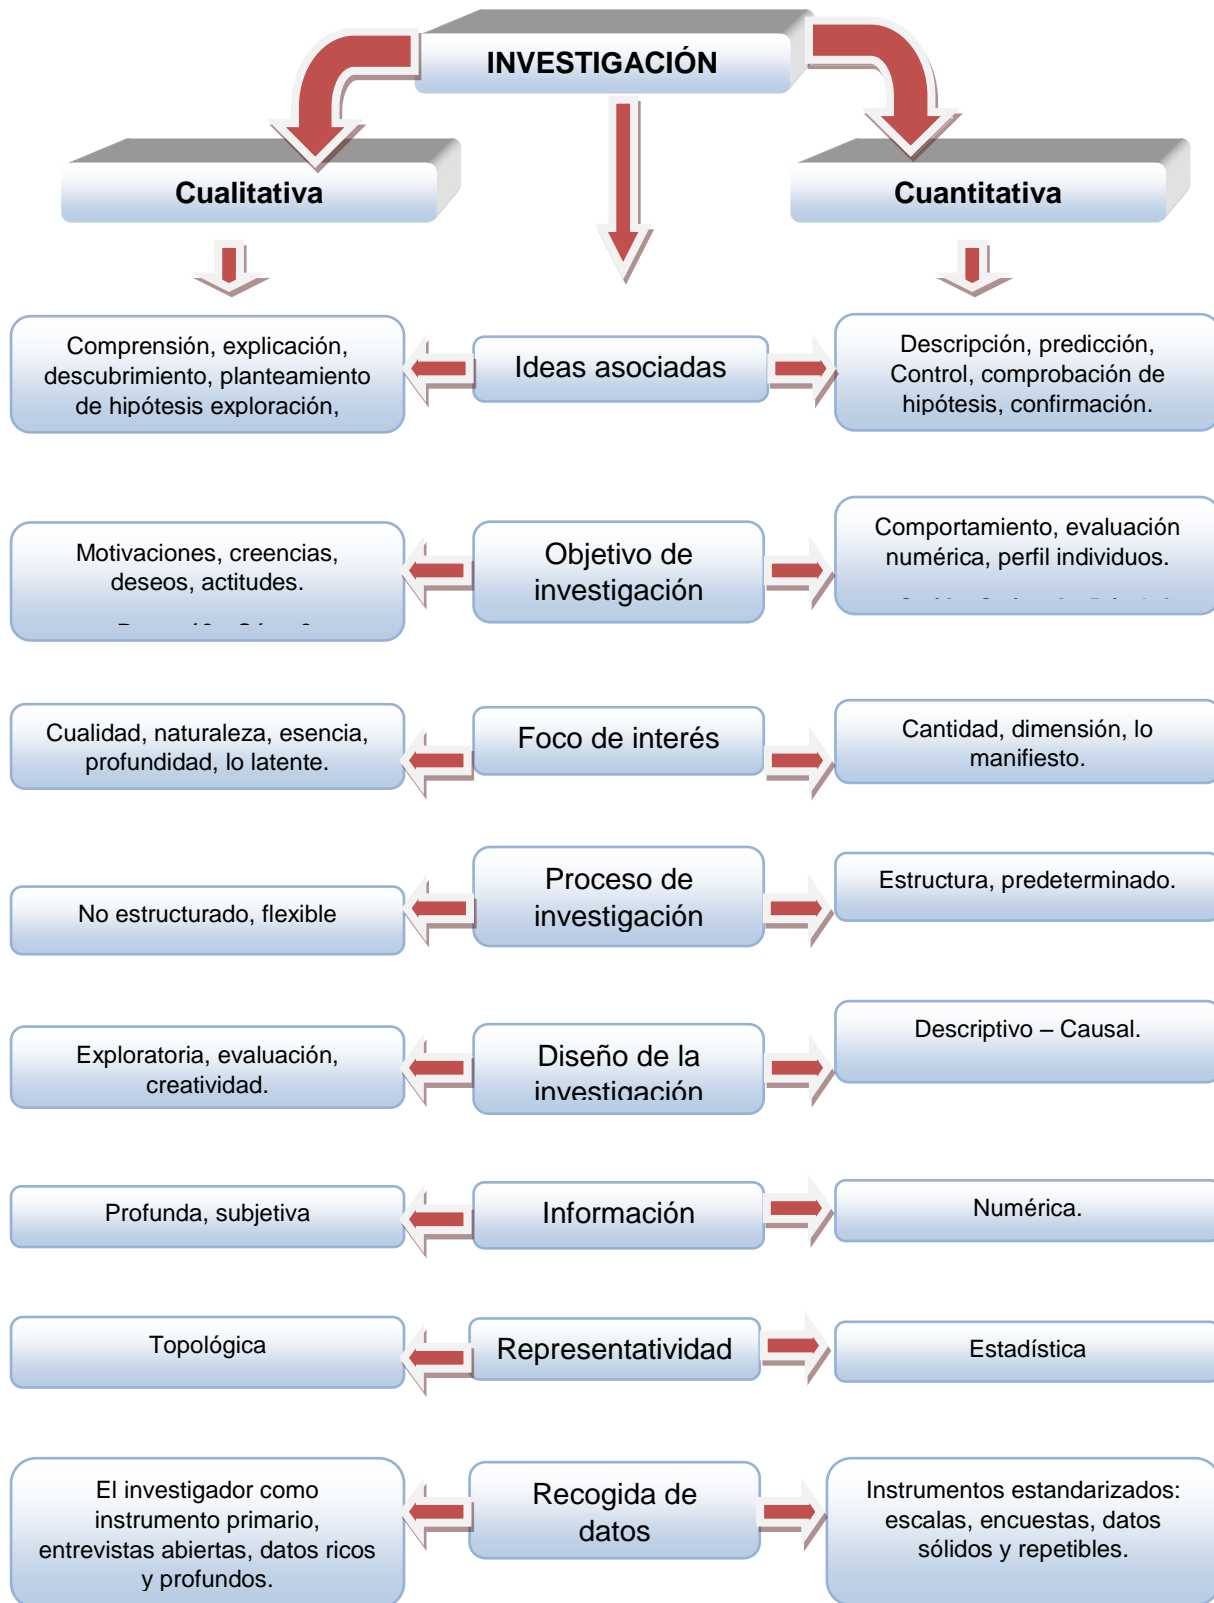 INVESTIGACIÓN
Cualitativa
Cuantitativa
Comprensión, explicación,
descubrimiento, planteamiento
de hipótesis exploración,
Ideas asociadas
Descripción, predicción,
Control, comprobación de
hipótesis, confirmación.
Motivaciones, creencias,
deseos, actitudes.
Objetivo de
investigación
Comportamiento, evaluación
numérica, perfil individuos.
Cualidad, naturaleza, esencia,
profundidad, lo latente.
Foco de interés
Cantidad, dimensión, lo
manifiesto.
No estructurado, flexible
Proceso de
investigación
Estructura, predeterminado.
Exploratoria, evaluación,
creatividad.
Diseño de la
investigación
Descriptivo – Causal.
Profunda, subjetiva
Información
Numérica.
Topológica
Representatividad
Estadística
El investigador como
instrumento primario,
entrevistas abiertas, datos ricos
y profundos.
Recogida de
datos
Instrumentos estandarizados:
escalas, encuestas, datos
sólidos y repetibles.